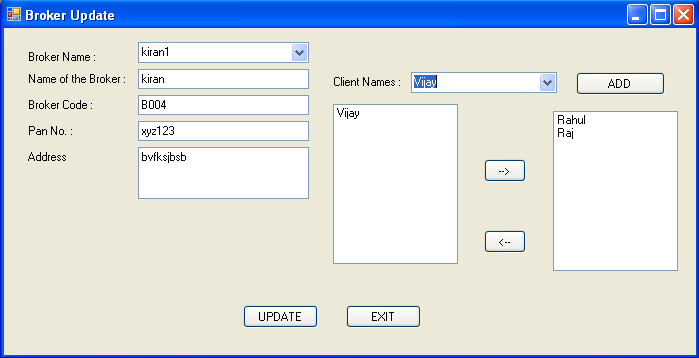 Broker Update
Broker Name : kiran1
Name of the Broker : kiran
Client Names : Vijay ADD
Broker Code : B004
Vijay
Rahul
Raj
Pan No. : xyz123
Address bvfksjbsb
-->
<--
UPDATE EXIT